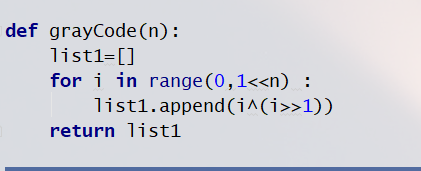 def grayCode(n):
    list1=[]
    for i in range(0,1<<n) :
        list1.append(i^(i>>1))
    return list1